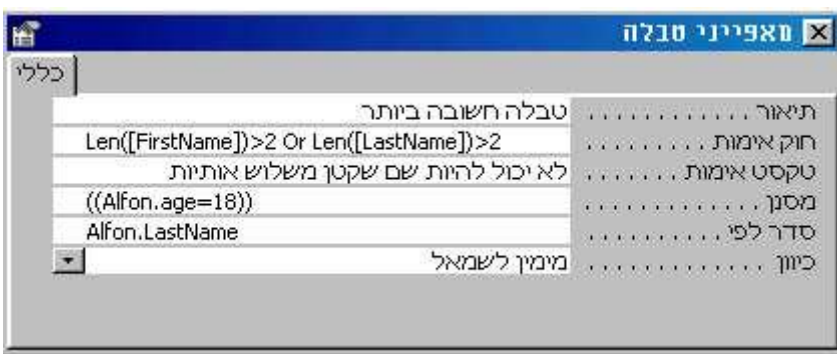 מאפייני טבלה
כללי
תיאור . . . . . . . . . . . . טבלה חשובה ביותר
חוק אימות . . . . . . . . . Len([FirstName])>2 Or Len([LastName])>2
טקסט אימות . . . . . . . לא יכול להיות שם שקטן משלוש אותיות
מסנן . . . . . . . . . . . . . ((Alfon.age=18))
סדר לפי . . . . . . . . . . Alfon.LastName
כיוון . . . . . . . . . . . . . מימין לשמאל